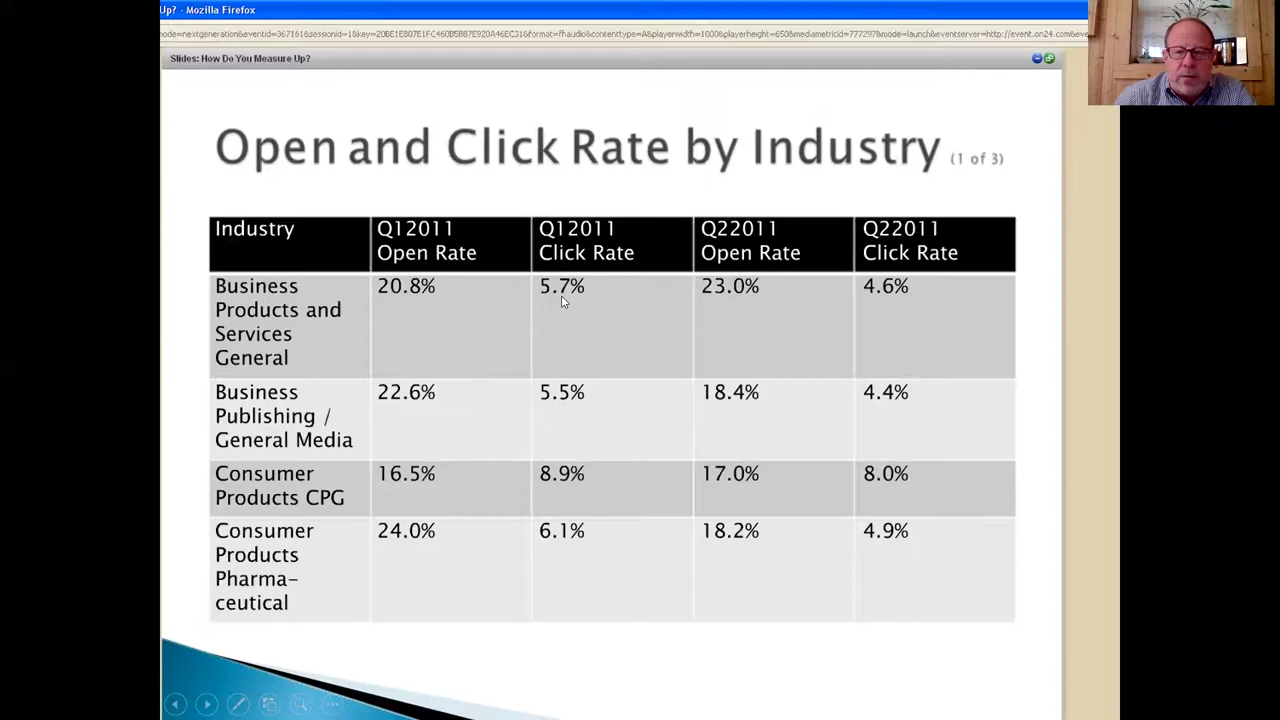 Up? - Mozilla Firefox
Slides: How Do You Measure Up?
Open and Click Rate by Industry (1 of 3)
Industry Q12011 Q12011 Q22011 Q22011
Open Rate Click Rate Open Rate Click Rate
Business 20.8% 5.7% 23.0% 4.6%
Products and
Services
General
Business 22.6% 5.5% 18.4% 4.4%
Publishing /
General Media
Consumer 16.5% 8.9% 17.0% 8.0%
Products CPG
Consumer 24.0% 6.1% 18.2% 4.9%
Products
Pharma-
ceutical